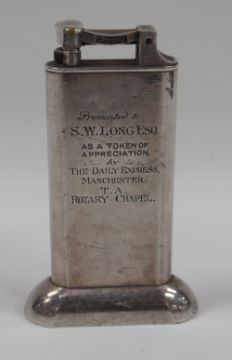 Presented to
S.W. LONG ESQ.
AS A TOKEN OF
APPRECIATION
by
THE DAILY EXPRESS,
MANCHESTER.
T.A.
ROTARY CHAPEL.